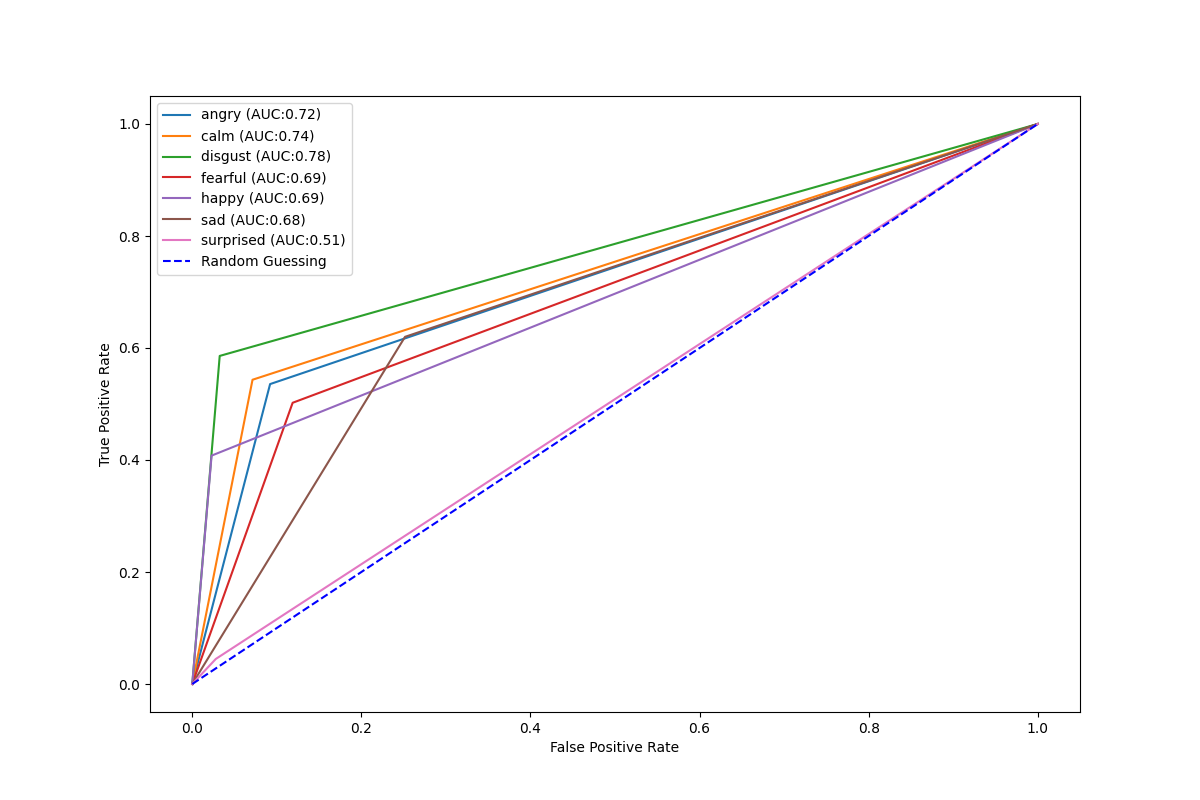 angry (AUC:0.72)
calm (AUC:0.74)
disgust (AUC:0.78)
fearful (AUC:0.69)
happy (AUC:0.69)
sad (AUC:0.68)
surprised (AUC:0.51)
Random Guessing
1.0
0.8
0.6
0.4
0.2
0.0
True Positive Rate
0.0 0.2 0.4 0.6 0.8 1.0
False Positive Rate